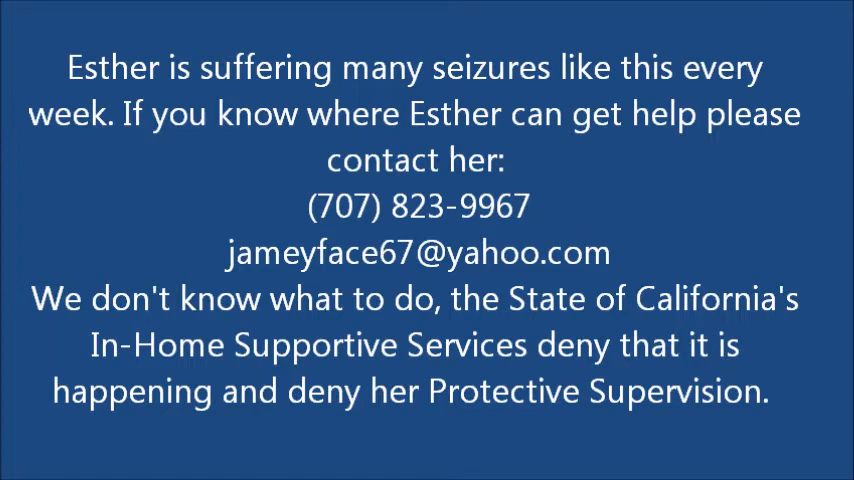 Esther is suffering many seizures like this every
week. If you know where Esther can get help please
contact her:
(707) 823-9967
jameyface67@yahoo.com
We don't know what to do, the State of California's
In-Home Supportive Services deny that it is
happening and deny her Protective Supervision.